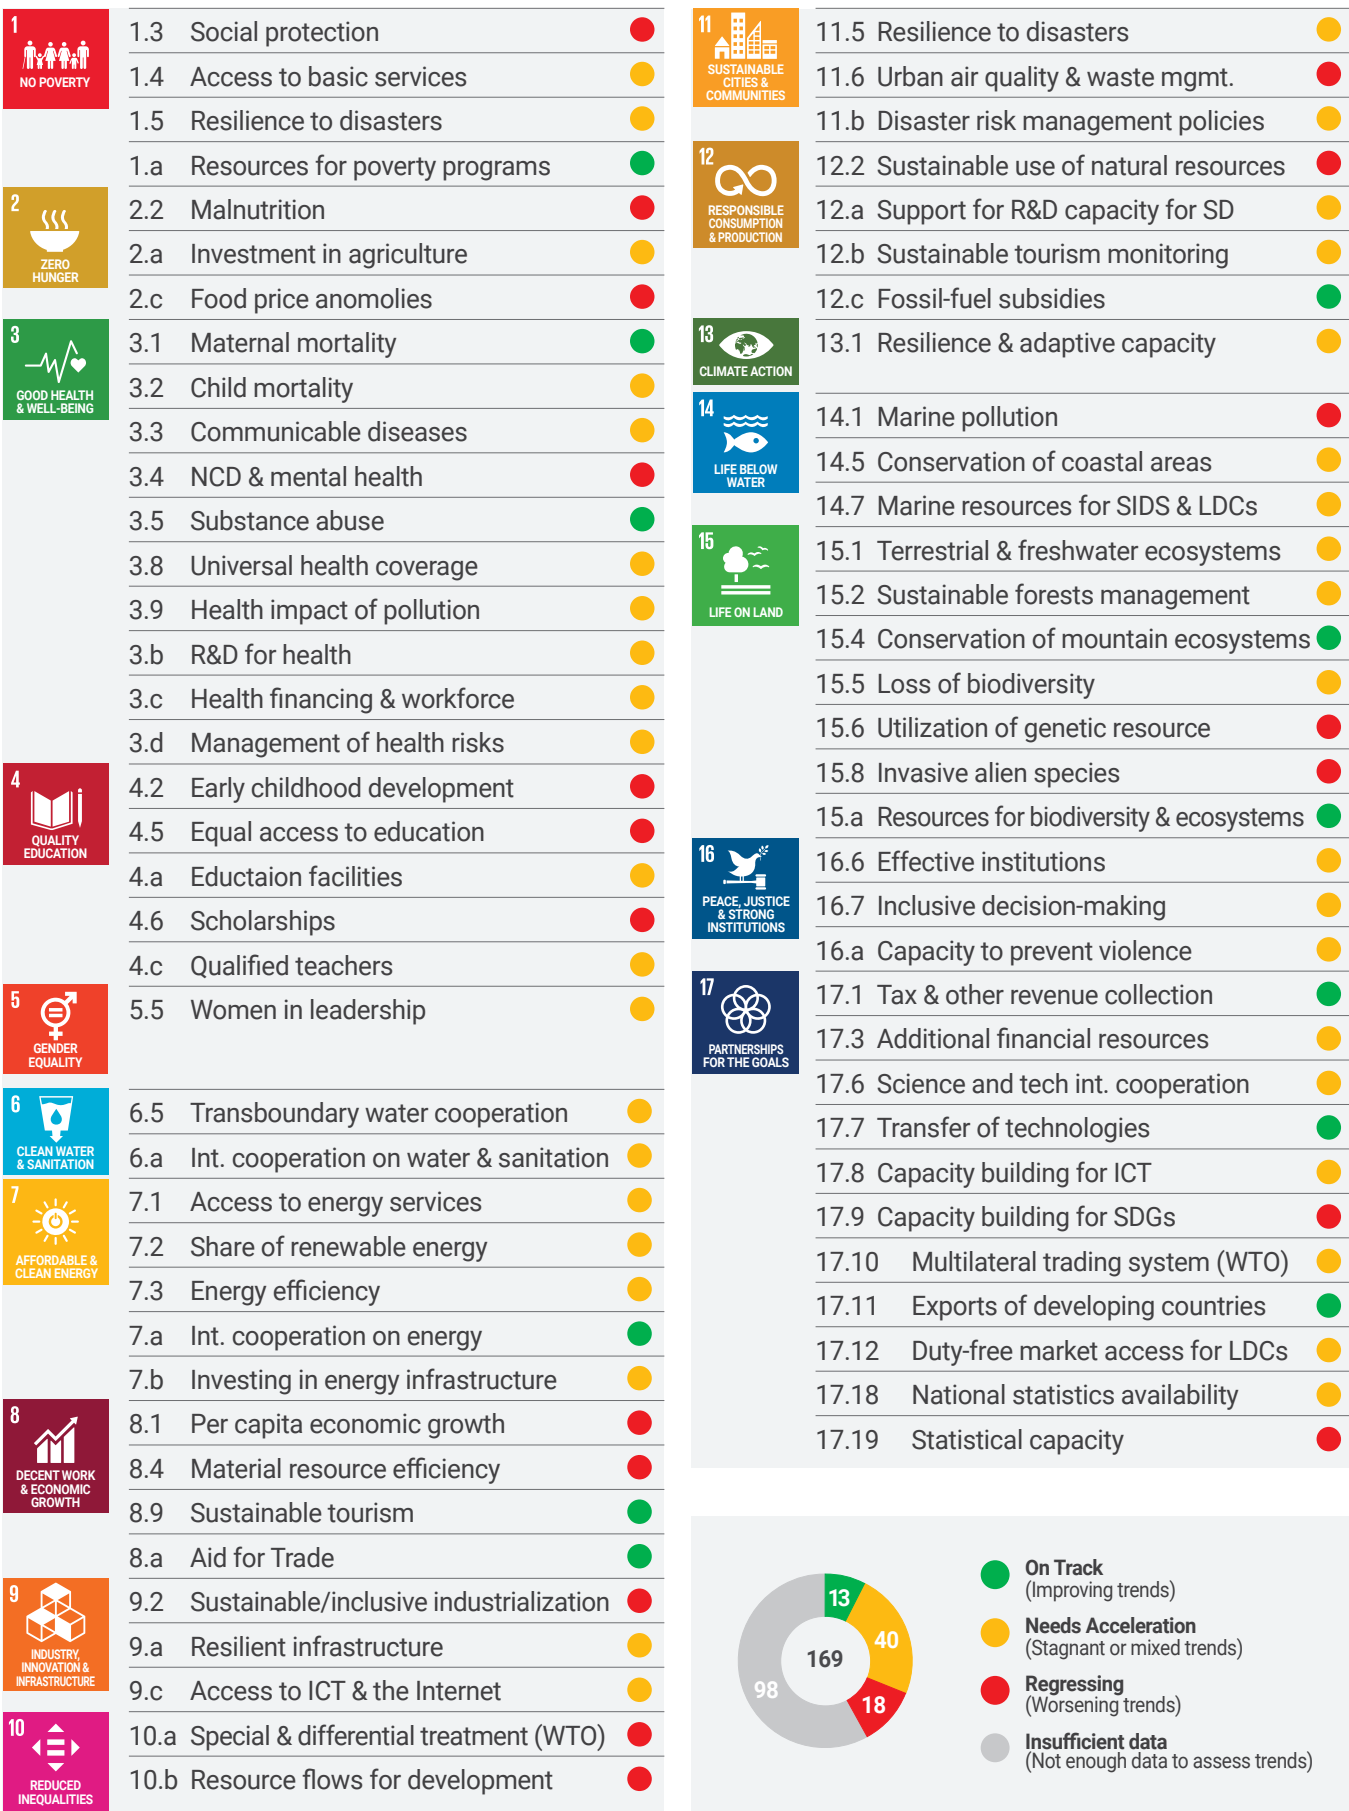 1
NO POVERTY
1.3 Social protection
1.4 Access to basic services
1.5 Resilience to disasters
1.a Resources for poverty programs
2
ZERO
HUNGER
2.2 Malnutrition
2.a Investment in agriculture
2.c Food price anomolies
3
GOOD HEALTH
& WELL-BEING
3.1 Maternal mortality
3.2 Child mortality
3.3 Communicable diseases
3.4 NCD & mental health
3.5 Substance abuse
3.8 Universal health coverage
3.9 Health impact of pollution
3.b R&D for health
3.c Health financing & workforce
3.d Management of health risks
4
QUALITY
EDUCATION
4.2 Early childhood development
4.5 Equal access to education
4.a Eductaion facilities
4.6 Scholarships
4.c Qualified teachers
5
GENDER
EQUALITY
5.5 Women in leadership
6
CLEAN WATER
& SANITATION
6.5 Transboundary water cooperation
6.a Int. cooperation on water & sanitation
7
AFFORDABLE &
CLEAN ENERGY
7.1 Access to energy services
7.2 Share of renewable energy
7.3 Energy efficiency
7.a Int. cooperation on energy
7.b Investing in energy infrastructure
8
DECENT WORK
& ECONOMIC
GROWTH
8.1 Per capita economic growth
8.4 Material resource efficiency
8.9 Sustainable tourism
8.a Aid for Trade
9
INDUSTRY,
INNOVATION &
INFRASTRUCTURE
9.2 Sustainable/inclusive industrialization
9.a Resilient infrastructure
9.c Access to ICT & the Internet
10
REDUCED
INEQUALITIES
10.a Special & differential treatment (WTO)
10.b Resource flows for development
11
SUSTAINABLE
CITIES &
COMMUNITIES
11.5 Resilience to disasters
11.6 Urban air quality & waste mgmt.
11.b Disaster risk management policies
12
RESPONSIBLE
CONSUMPTION
& PRODUCTION
12.2 Sustainable use of natural resources
12.a Support for R&D capacity for SD
12.b Sustainable tourism monitoring
12.c Fossil-fuel subsidies
13
CLIMATE ACTION
13.1 Resilience & adaptive capacity
14
LIFE BELOW
WATER
14.1 Marine pollution
14.5 Conservation of coastal areas
14.7 Marine resources for SIDS & LDCs
15
LIFE ON LAND
15.1 Terrestrial & freshwater ecosystems
15.2 Sustainable forests management
15.4 Conservation of mountain ecosystems
15.5 Loss of biodiversity
15.6 Utilization of genetic resource
15.8 Invasive alien species
15.a Resources for biodiversity & ecosystems
16
PEACE, JUSTICE
& STRONG
INSTITUTIONS
16.6 Effective institutions
16.7 Inclusive decision-making
16.a Capacity to prevent violence
17
PARTNERSHIPS
FOR THE GOALS
17.1 Tax & other revenue collection
17.3 Additional financial resources
17.6 Science and tech int. cooperation
17.7 Transfer of technologies
17.8 Capacity building for ICT
17.9 Capacity building for SDGs
17.10 Multilateral trading system (WTO)
17.11 Exports of developing countries
17.12 Duty-free market access for LDCs
17.18 National statistics availability
17.19 Statistical capacity
13
40
169
98
18
On Track
(Improving trends)
Needs Acceleration
(Stagnant or mixed trends)
Regressing
(Worsening trends)
Insufficient data
(Not enough data to assess trends)